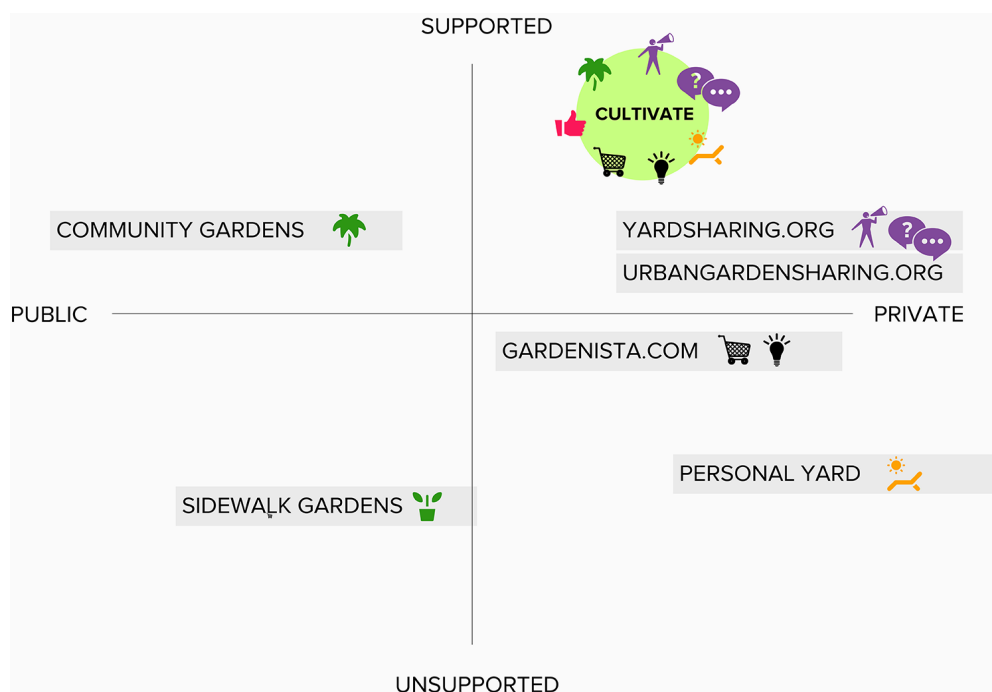 SUPPORTED
?
CULTIVATE
COMMUNITY GARDENS
YARDSHARING.ORG
?
URBANGARDENSHARING.ORG
PUBLIC
PRIVATE
GARDENISTA.COM
PERSONAL YARD
SIDEWALK GARDENS
UNSUPPORTED